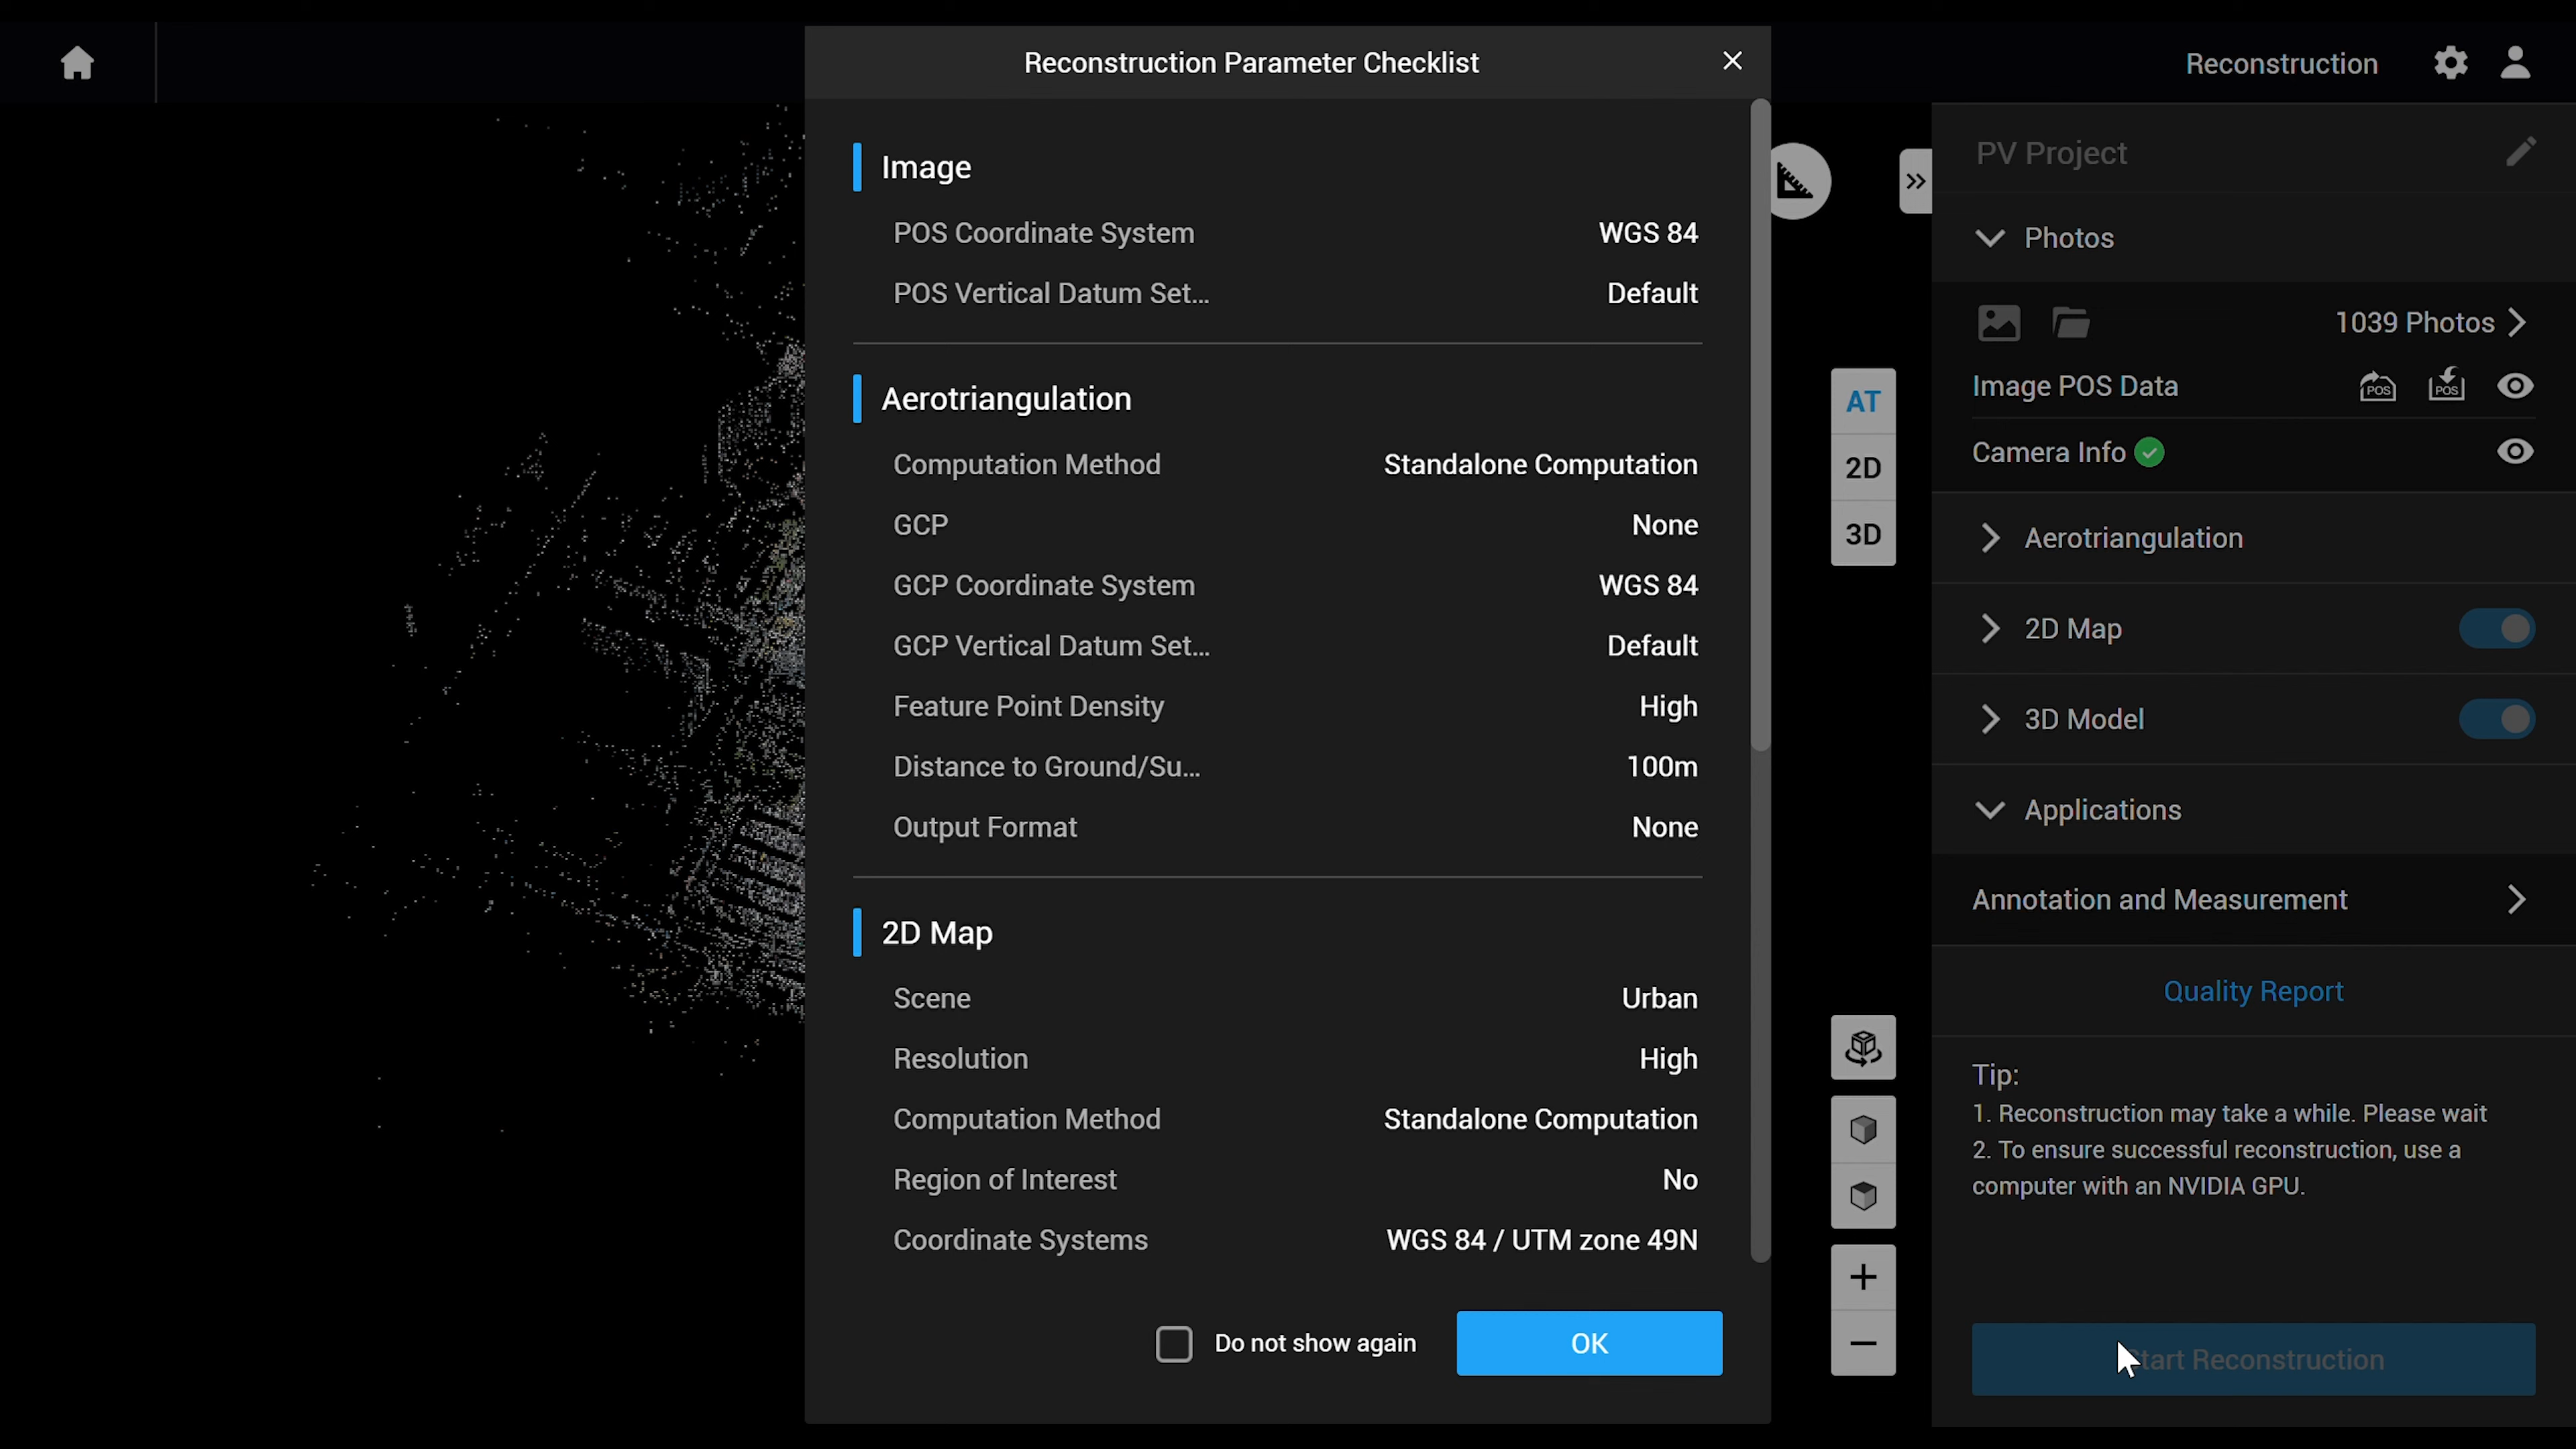 Reconstruction Parameter Checklist
Reconstruction
Image
POS Coordinate System WGS 84
POS Vertical Datum Set... Default
Aerotriangulation
Computation Method Standalone Computation
GCP None
GCP Coordinate System WGS 84
GCP Vertical Datum Set... Default
Feature Point Density High
Distance to Ground/Su... 100m
Output Format None
2D Map
Scene Urban
Resolution High
Computation Method Standalone Computation
Region of Interest No
Coordinate Systems WGS 84 / UTM zone 49N
Do not show again
OK
AT
2D
3D
PV Project
Photos
1039 Photos
Image POS Data POS POS
Camera Info
Aerotriangulation
2D Map
3D Model
Applications
Annotation and Measurement
Quality Report
Tip:
1. Reconstruction may take a while. Please wait
2. To ensure successful reconstruction, use a
computer with an NVIDIA GPU.
Start Reconstruction